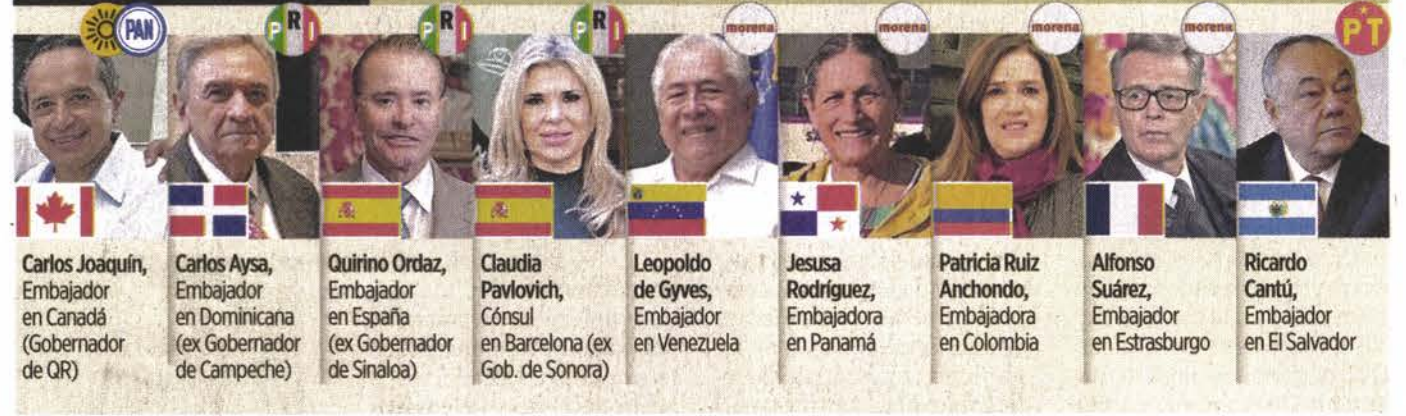 PAN
PRI
PRI
PRI
morena
morena
morena
morena
PT
Carlos Joaquín,
Embajador
en Canadá
(Gobernador
de QR)
Carlos Aysa,
Embajador
en Dominicana
(ex Gobernador
de Campeche)
Quirino Ordaz,
Embajador
en España
(ex Gobernador
de Sinaloa)
Claudia
Pavlovich,
Cónsul
en Barcelona (ex
Gob. de Sonora)
Leopoldo
de Gyves,
Embajador
en Venezuela
Jesusa
Rodríguez,
Embajadora
en Panamá
Patricia Ruiz
Anchondo,
Embajadora
en Colombia
Alfonso
Suárez,
Embajador
en Estrasburgo
Ricardo
Cantú,
Embajador
en El Salvador